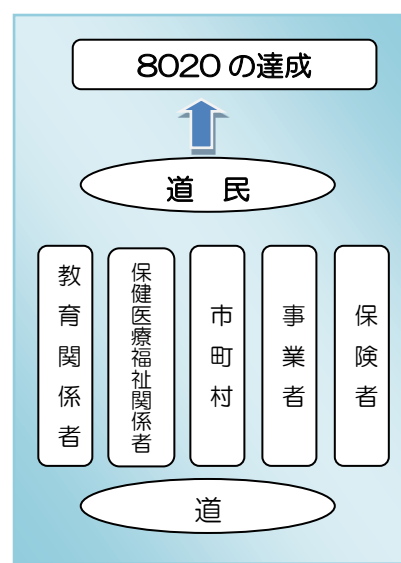 8020の達成
道 民
教育関係者
保健医療福祉関係者
市町村
事業者
保険者
道